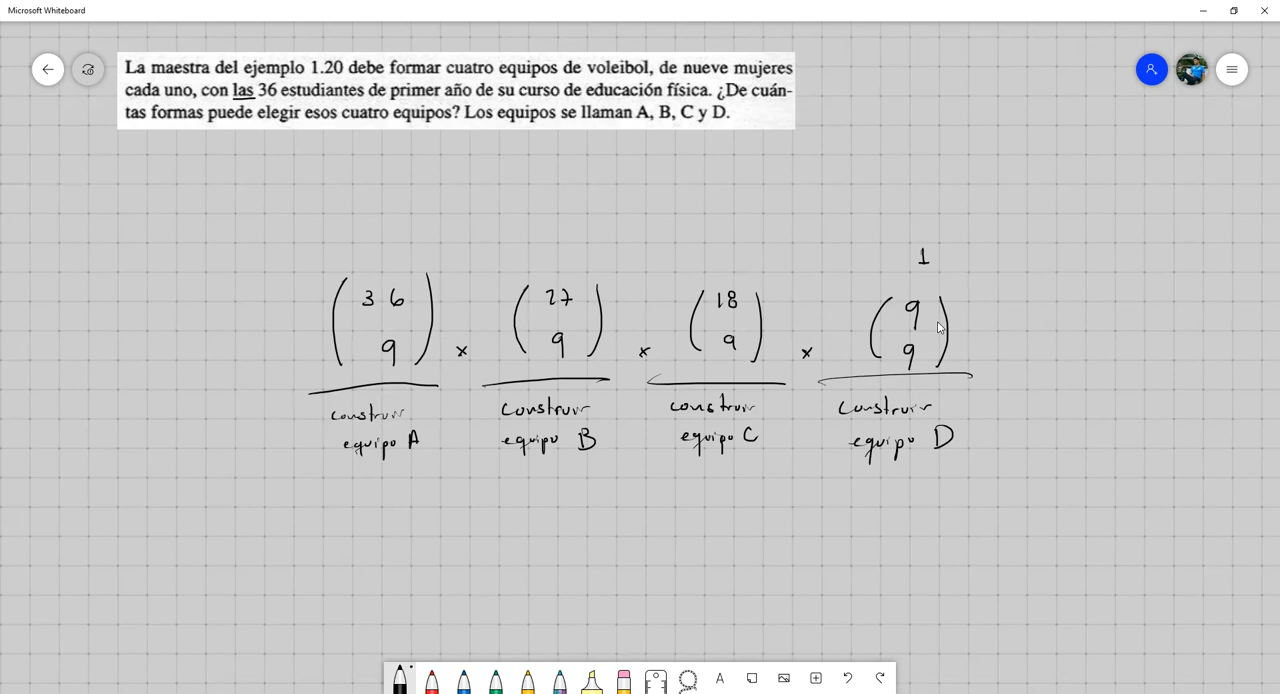 Microsoft Whiteboard
La maestra del ejemplo 1.20 debe formar cuatro equipos de voleibol, de nueve mujeres
cada uno, con las 36 estudiantes de primer año de su curso de educación física. ¿De cuán-
tas formas puede elegir esos cuatro equipos? Los equipos se llaman A, B, C y D.
1
(36 9) × (27 9) × (18 9) × (9 9)
construir equipo A
construir equipo B
construir equipo C
construir equipo D
A